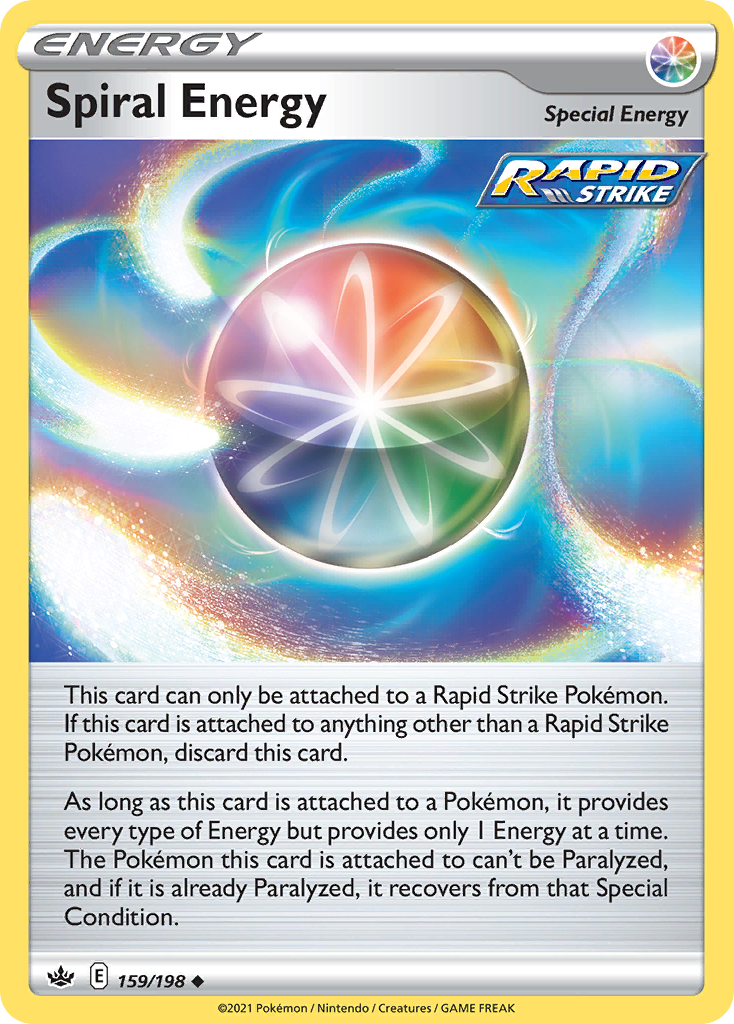 ENERGY
Spiral Energy
Special Energy
RAPID
STRIKE
This card can only be attached to a Rapid Strike Pokémon.
If this card is attached to anything other than a Rapid Strike
Pokémon, discard this card.
As long as this card is attached to a Pokémon, it provides
every type of Energy but provides only 1 Energy at a time.
The Pokémon this card is attached to can't be Paralyzed,
and if it is already Paralyzed, it recovers from that Special
Condition.
E 159/198
©2021 Pokémon / Nintendo / Creatures / GAME FREAK